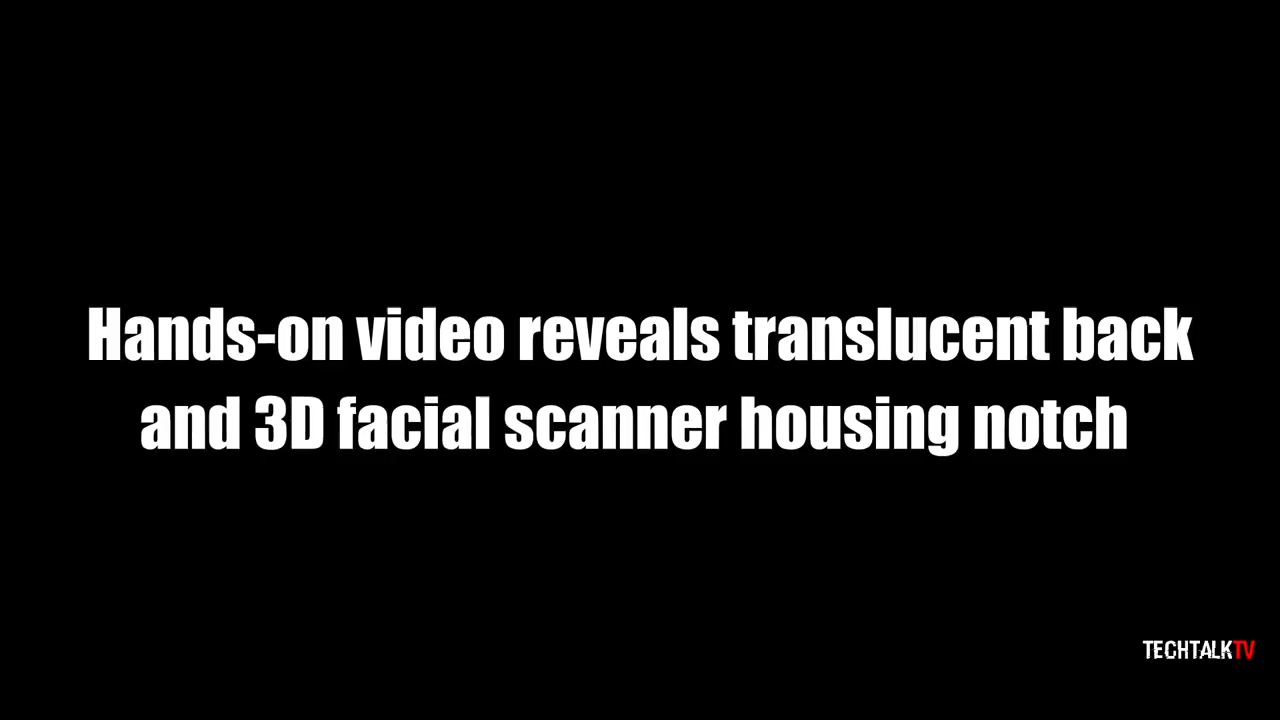 Hands-on video reveals translucent back
and 3D facial scanner housing notch
TECHTALKTV